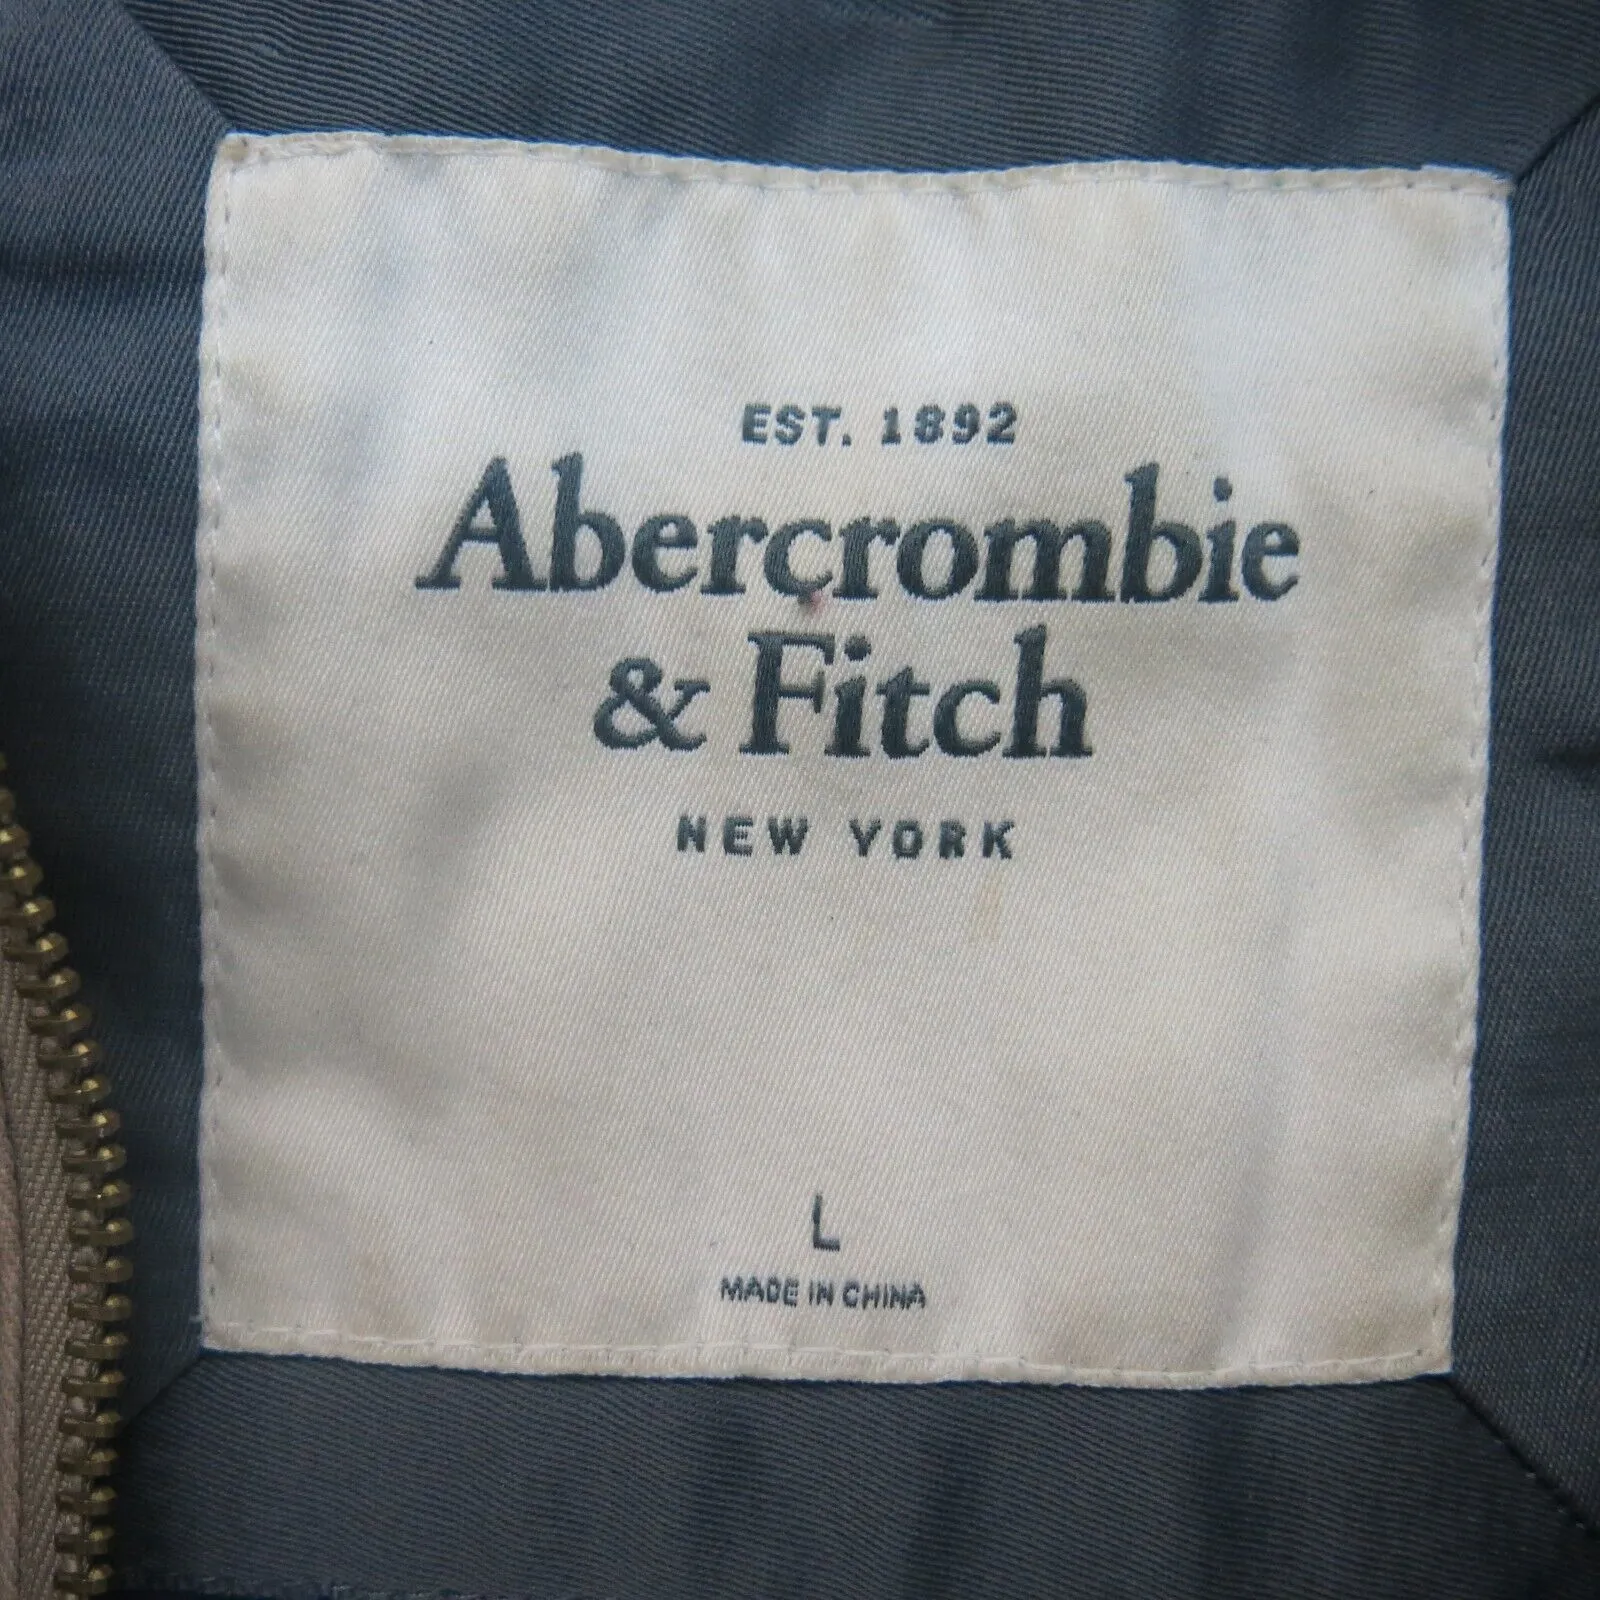 EST. 1892
Abercrombie
& Fitch
NEW YORK
L
MADE IN CHINA